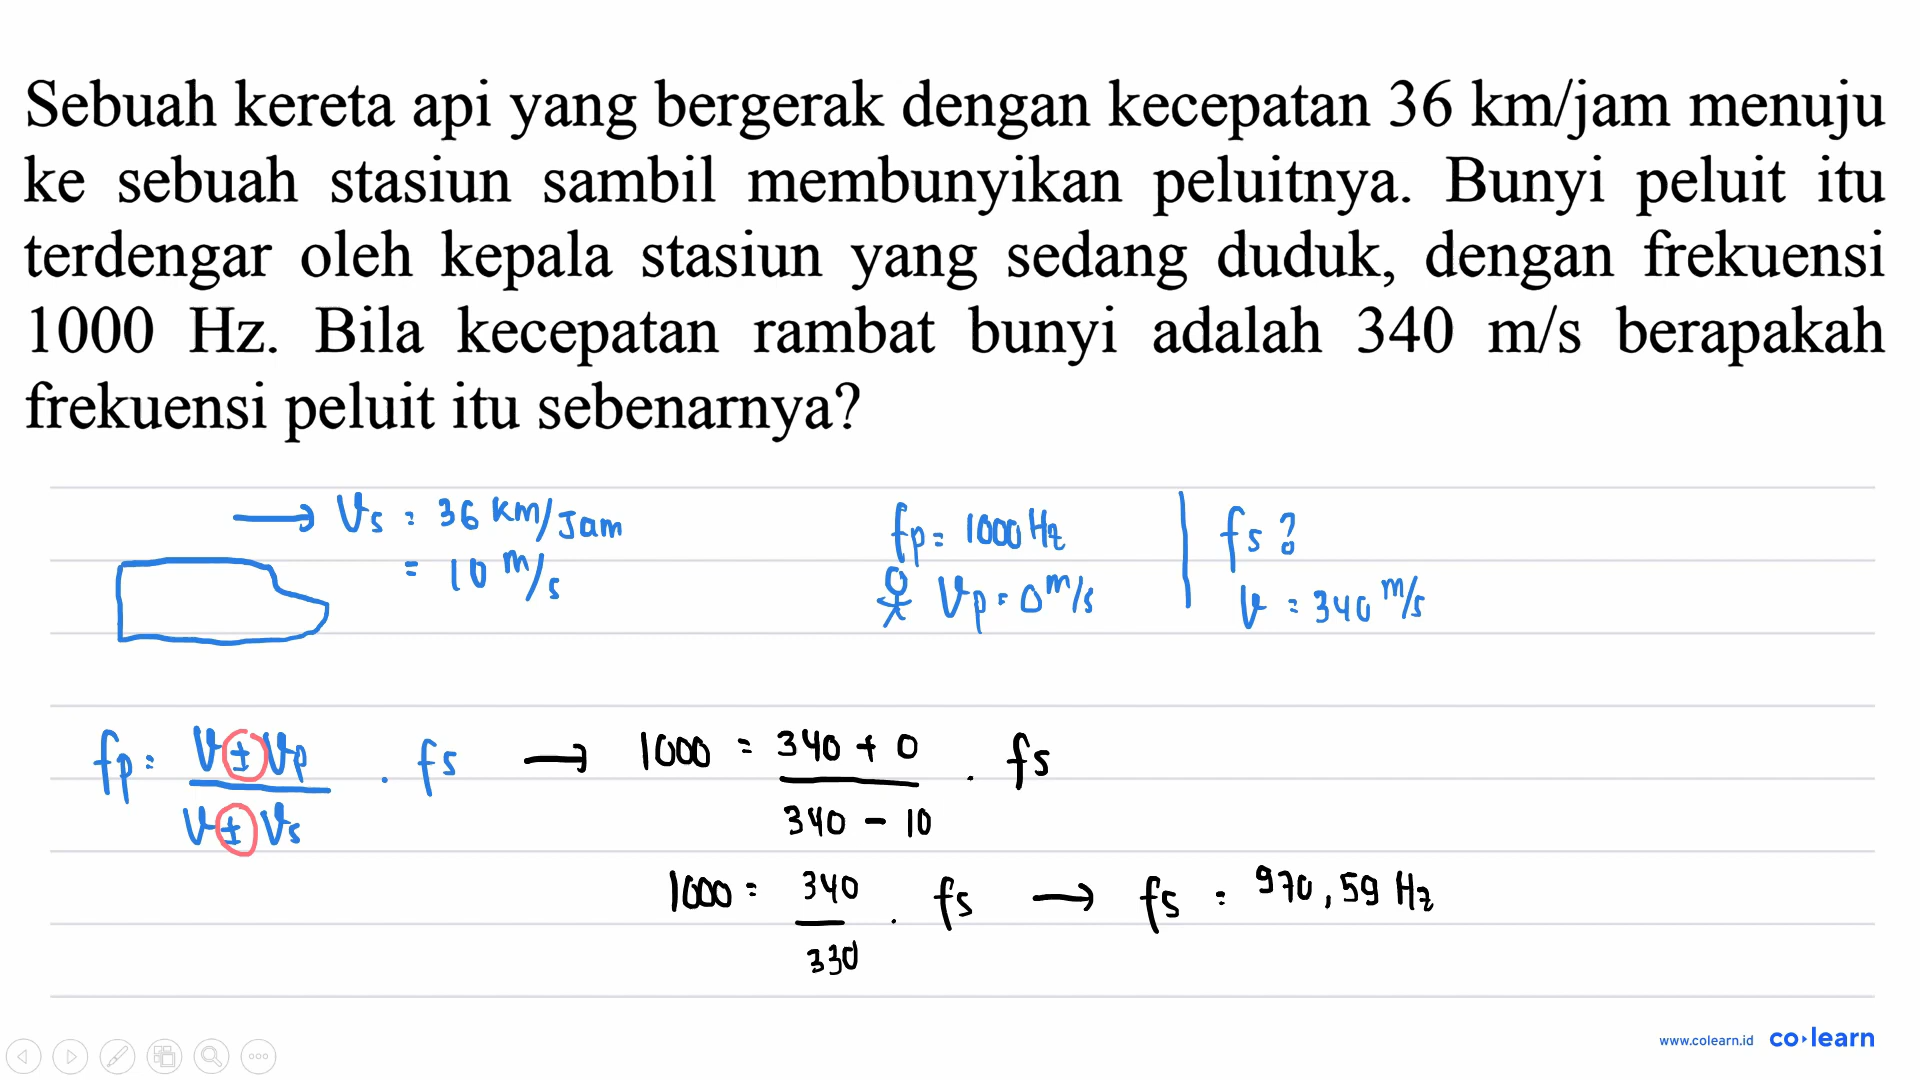 Sebuah kereta api yang bergerak dengan kecepatan 36 km/jam menuju
ke sebuah stasiun sambil membunyikan peluitnya. Bunyi peluit itu
terdengar oleh kepala stasiun yang sedang duduk, dengan frekuensi
1000 Hz. Bila kecepatan rambat bunyi adalah 340 m/s berapakah
frekuensi peluit itu sebenarnya?
→ Vs = 36 km/Jam
= 10 m/s
fp = 1000 Hz
Vp = 0 m/s
fs ?
V = 340 m/s
fp = (V ± Vp)/(V ± Vs) . fs → 1000 = (340 + 0)/(340 - 10) . fs
1000 = 340/330 . fs → fs = 970,59 Hz
www.colearn.id co learn